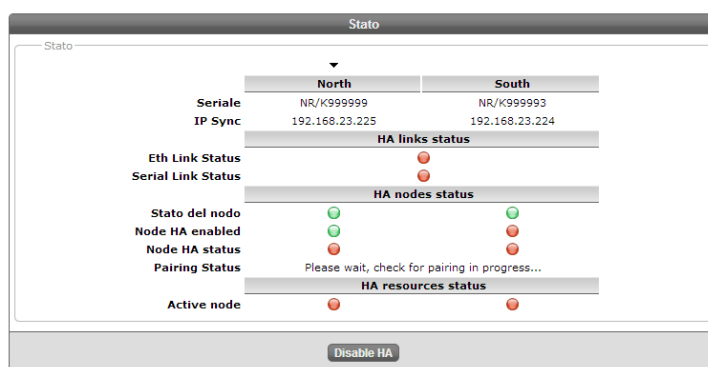 Stato
Stato
North South
Seriale NR/K999999 NR/K999993
IP Sync 192.168.23.225 192.168.23.224
HA links status
Eth Link Status
Serial Link Status
HA nodes status
Stato del nodo
Node HA enabled
Node HA status
Pairing Status Please wait, check for pairing in progress...
HA resources status
Active node
Disable HA